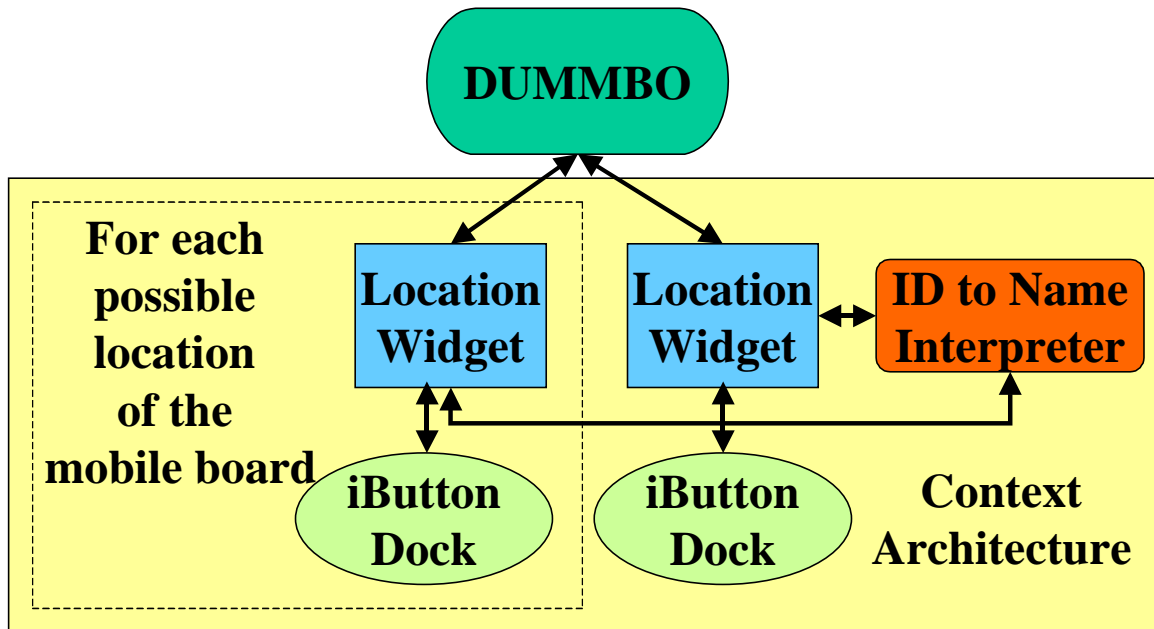 DUMMBO
For each
possible
location
of the
mobile board
Location
Widget
Location
Widget
ID to Name
Interpreter
iButton
Dock
iButton
Dock
Context
Architecture